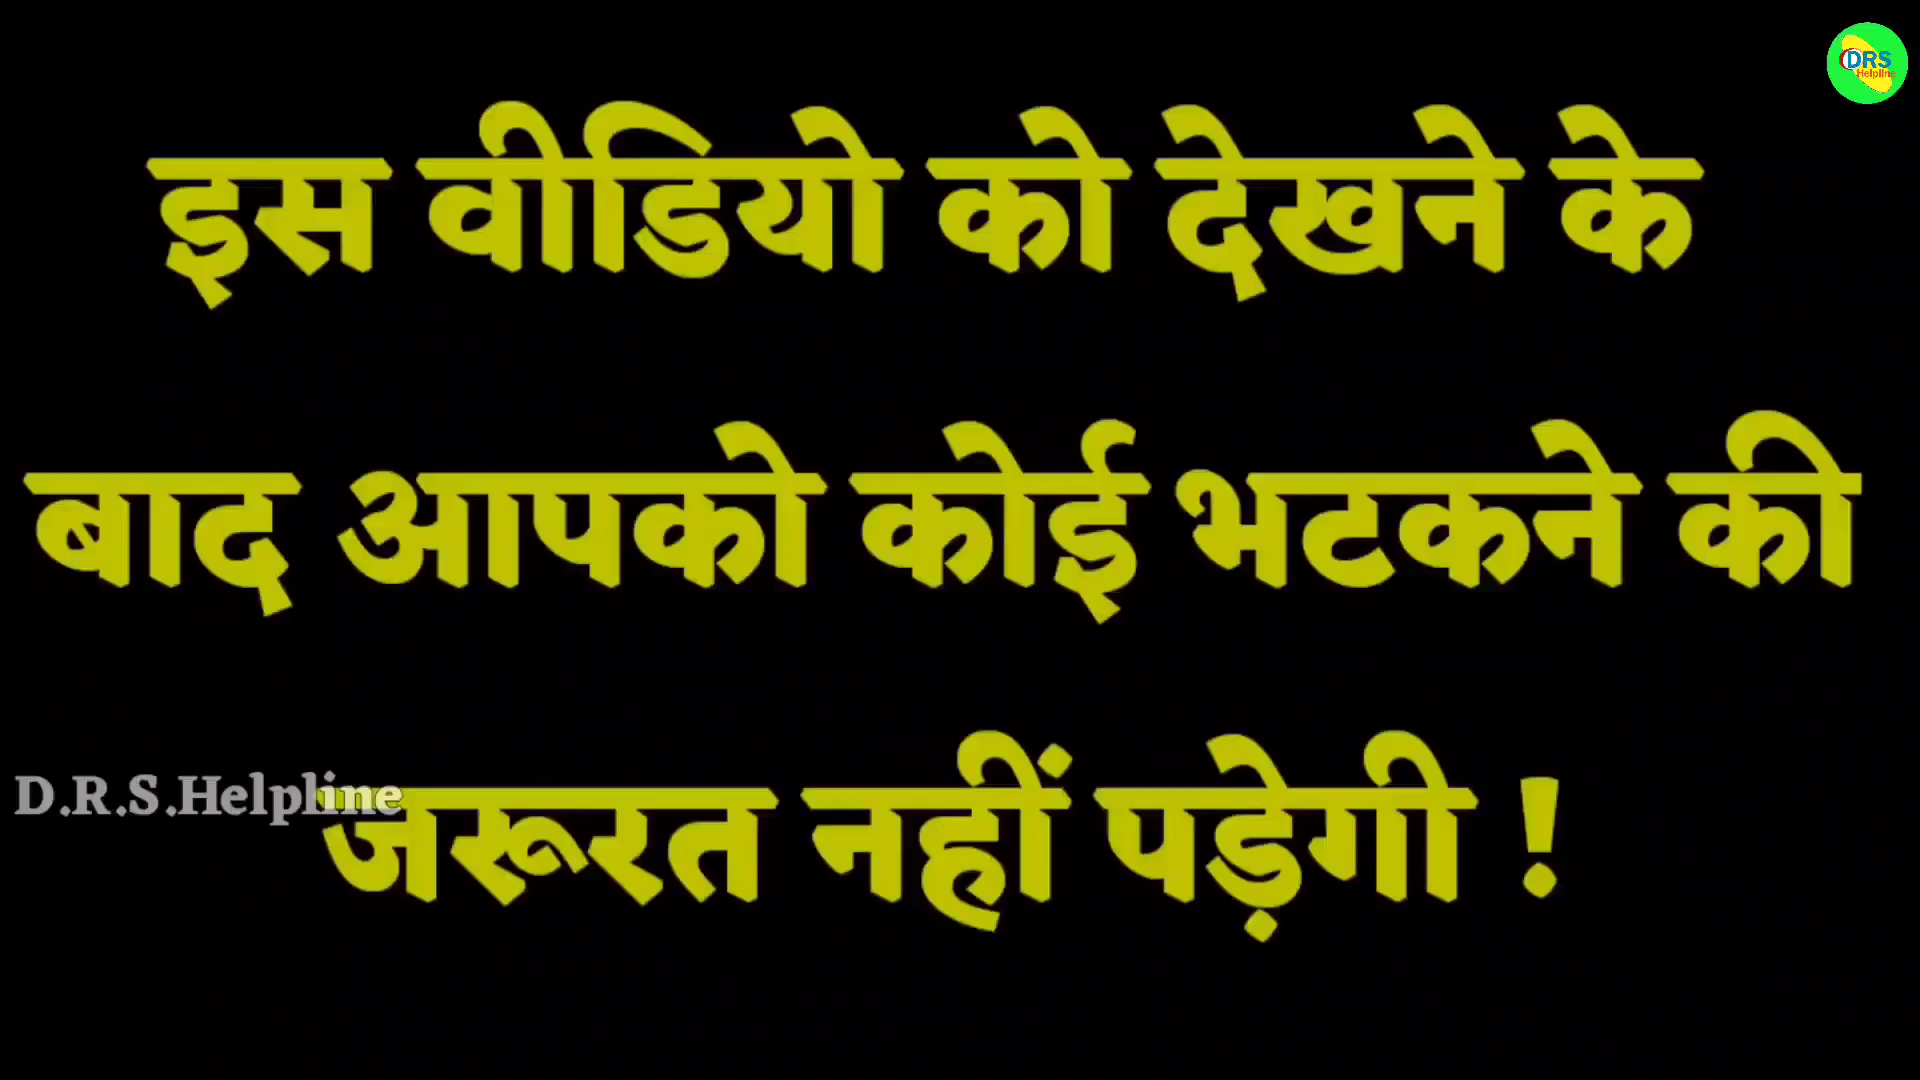 DRS
Helpline
इस वीडियो को देखने के
बाद आपको कोई भटकने की
D.R.S.Helpline
जरूरत नहीं पड़ेगी !